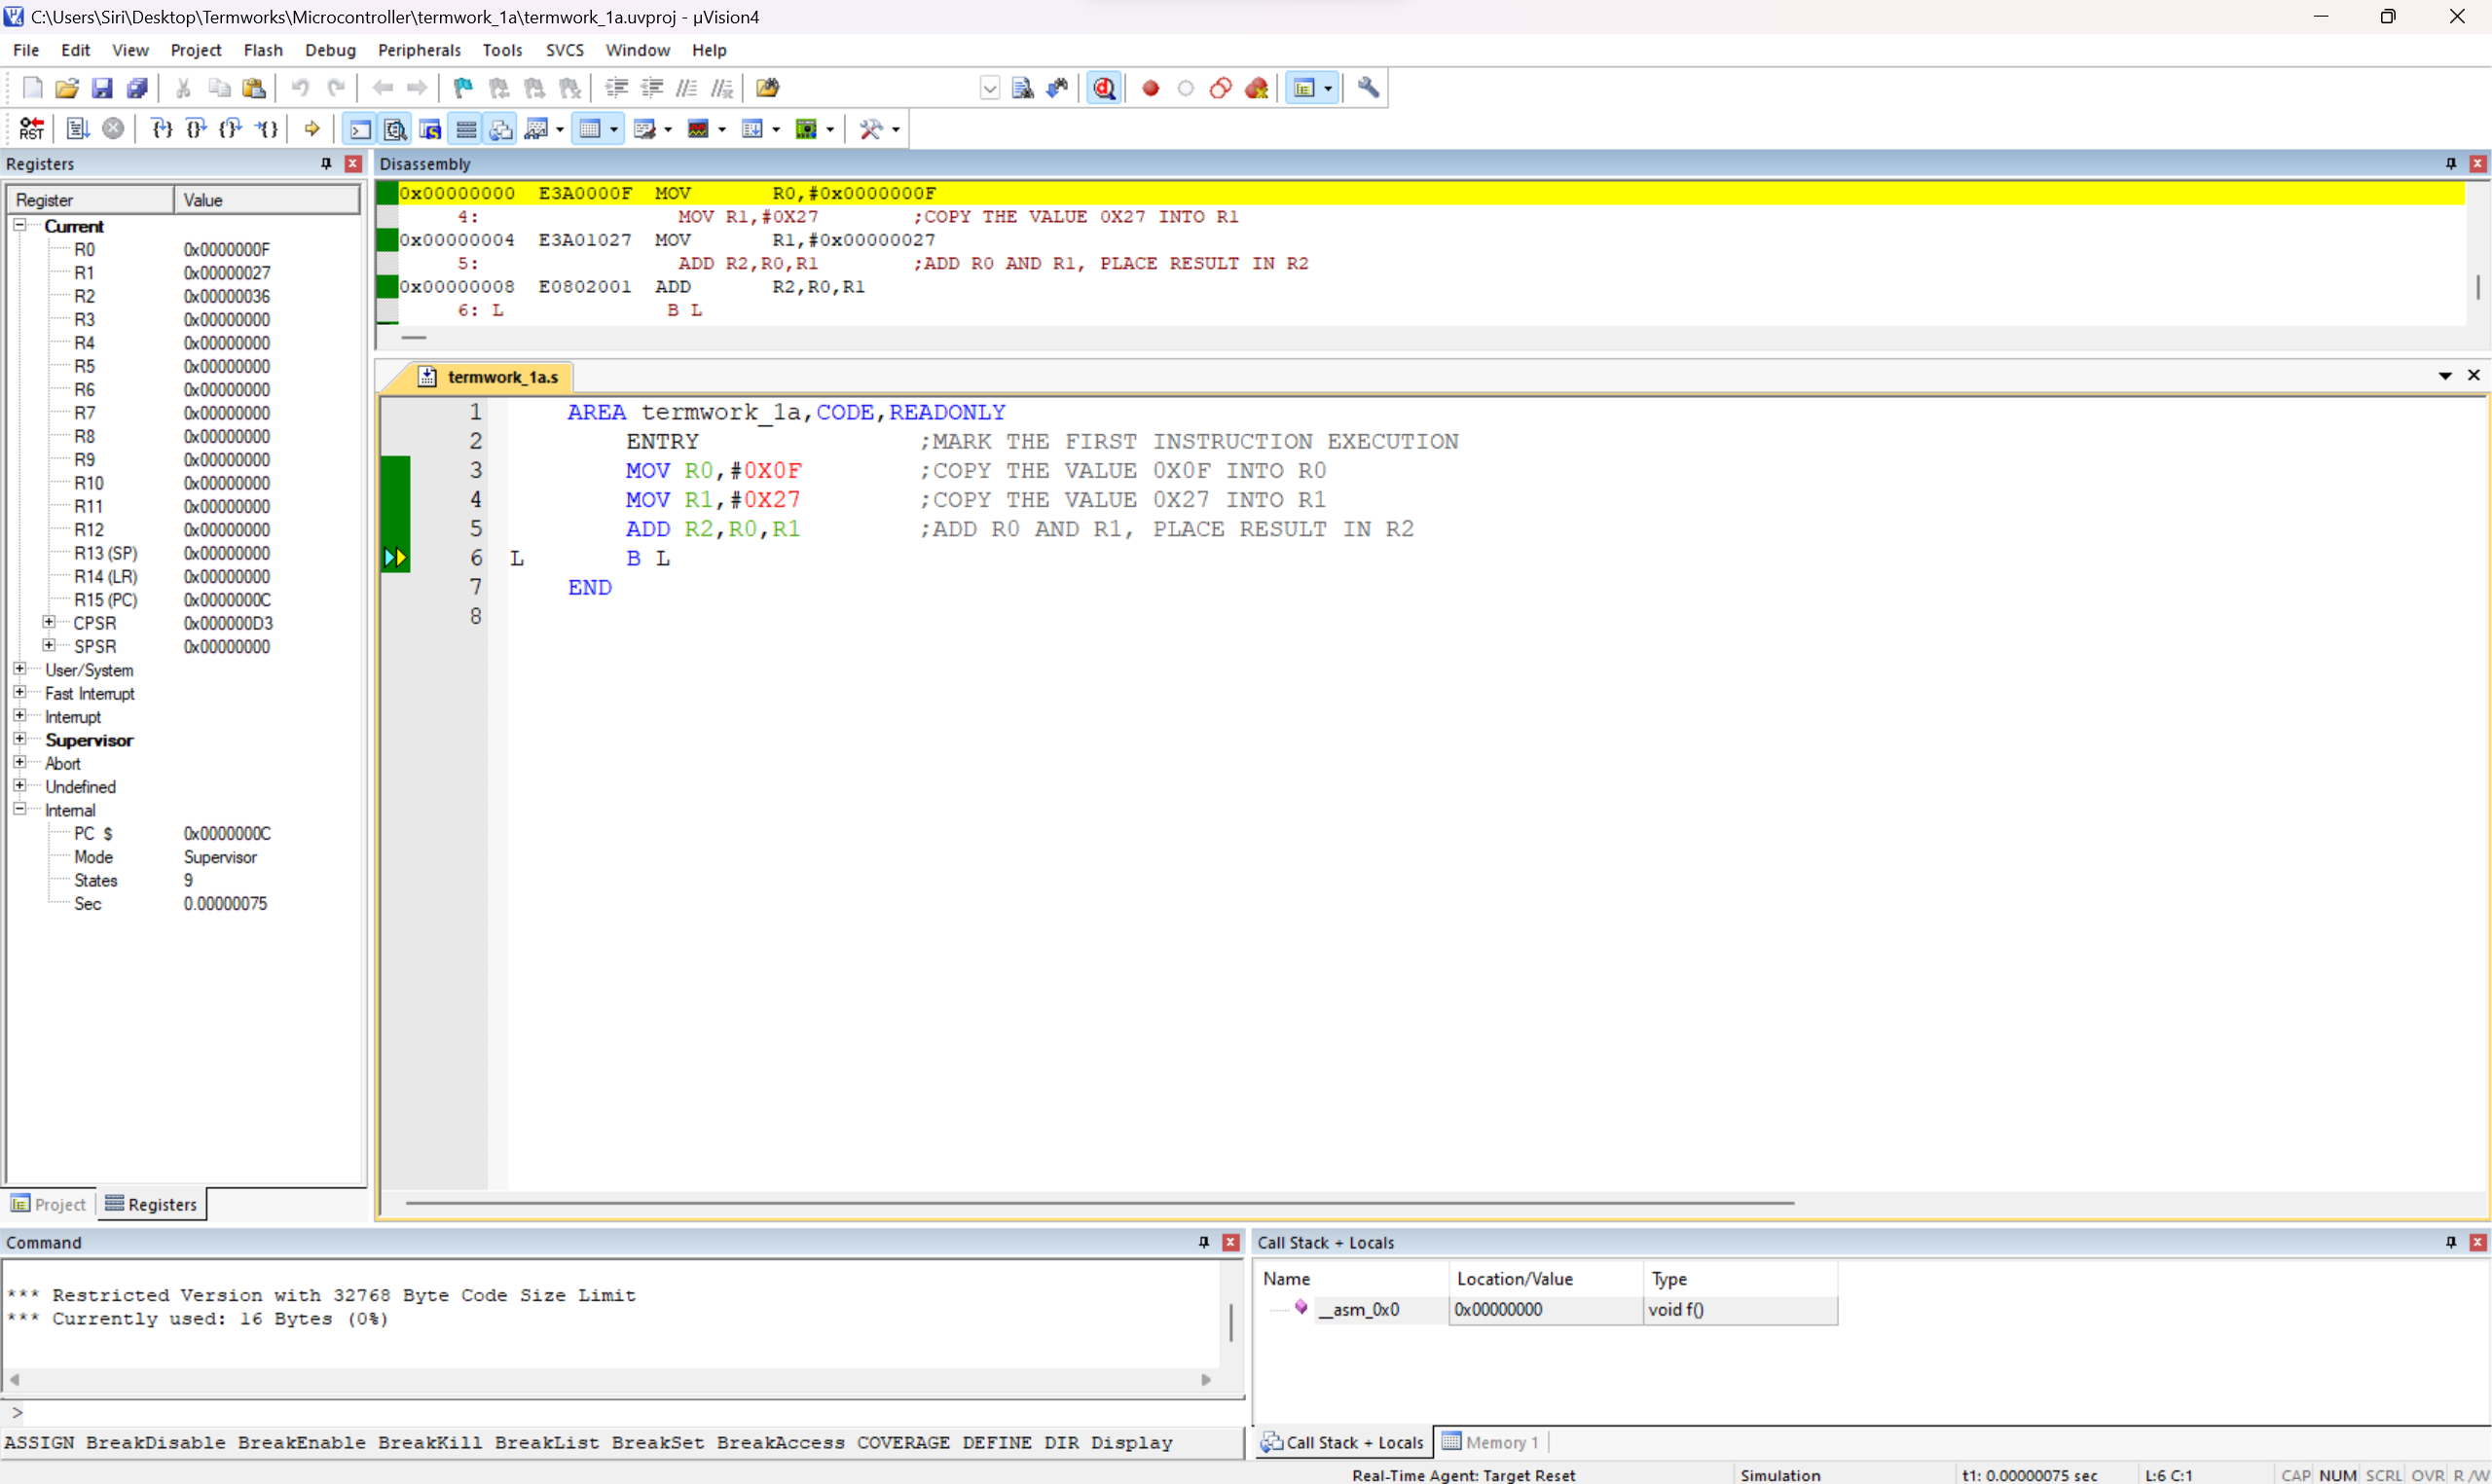 C:\Users\Siri\Desktop\Termworks\Microcontroller\termwork_1a\termwork_1a.uvproj - µVision4
File Edit View Project Flash Debug Peripherals Tools SVCS Window Help
RST
Registers
Register Value
Current
R0 0x0000000F
R1 0x00000027
R2 0x00000036
R3 0x00000000
R4 0x00000000
R5 0x00000000
R6 0x00000000
R7 0x00000000
R8 0x00000000
R9 0x00000000
R10 0x00000000
R11 0x00000000
R12 0x00000000
R13 (SP) 0x00000000
R14 (LR) 0x00000000
R15 (PC) 0x0000000C
CPSR 0x000000D3
SPSR 0x00000000
User/System
Fast Interrupt
Interrupt
Supervisor
Abort
Undefined
Internal
PC $ 0x0000000C
Mode Supervisor
States 9
Sec 0.00000075
Project Registers
Disassembly
0x00000000 E3A0000F MOV R0,#0x0000000F
4: MOV R1,#0X27 ;COPY THE VALUE 0X27 INTO R1
0x00000004 E3A01027 MOV R1,#0x00000027
5: ADD R2,R0,R1 ;ADD R0 AND R1, PLACE RESULT IN R2
0x00000008 E0802001 ADD R2,R0,R1
6: L B L
termwork_1a.s
1 AREA termwork_1a,CODE,READONLY
2 ENTRY ;MARK THE FIRST INSTRUCTION EXECUTION
3 MOV R0,#0X0F ;COPY THE VALUE 0X0F INTO R0
4 MOV R1,#0X27 ;COPY THE VALUE 0X27 INTO R1
5 ADD R2,R0,R1 ;ADD R0 AND R1, PLACE RESULT IN R2
6 L B L
7 END
8
Command
*** Restricted Version with 32768 Byte Code Size Limit
*** Currently used: 16 Bytes (0%)
>
ASSIGN BreakDisable BreakEnable BreakKill BreakList BreakSet BreakAccess COVERAGE DEFINE DIR Display
Call Stack + Locals
Name Location/Value Type
__asm_0x0 0x00000000 void f()
Call Stack + Locals Memory 1
Real-Time Agent: Target Reset Simulation t1: 0.00000075 sec L:6 C:1 CAP NUM SCRL OVR R/W